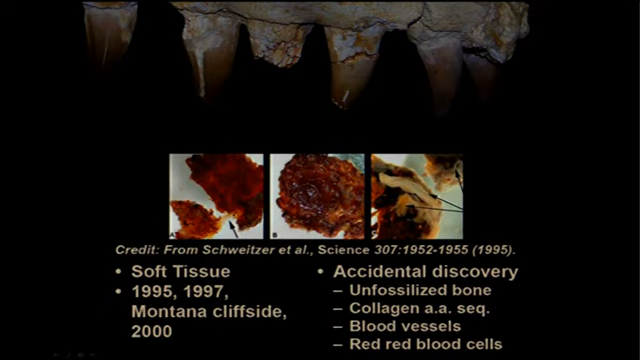 Credit: From Schweitzer et al., Science 307:1952-1955 (1995).
• Soft Tissue
• 1995, 1997,
Montana cliffside,
2000
• Accidental discovery
– Unfossilized bone
– Collagen a.a. seq.
– Blood vessels
– Red red blood cells